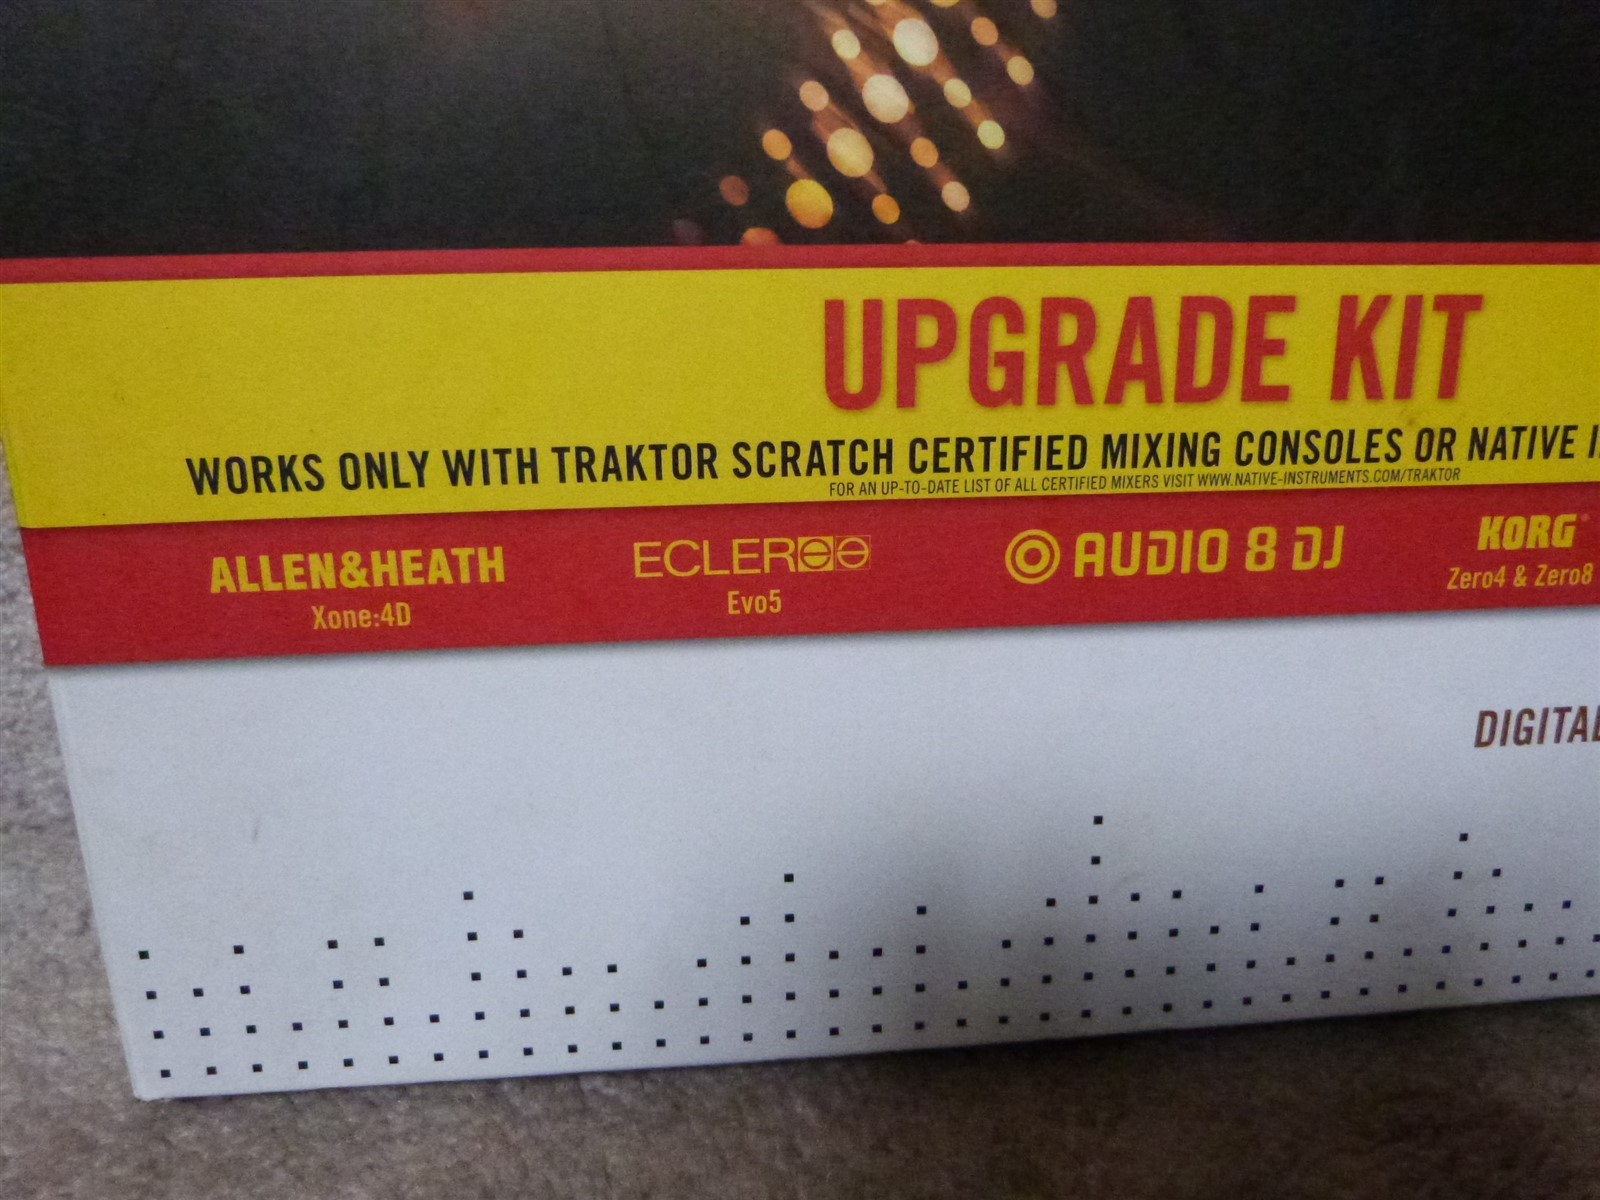 UPGRADE KIT
WORKS ONLY WITH TRAKTOR SCRATCH CERTIFIED MIXING CONSOLES OR NATIVE
FOR AN UP-TO-DATE LIST OF ALL CERTIFIED MIXERS VISIT WWW.NATIVE-INSTRUMENTS.COM/TRAKTOR
ALLEN&HEATH ECLER AUDIO 8 DJ KORG
Xone:4D Evo5 Zero4 & Zero8
DIGITAL